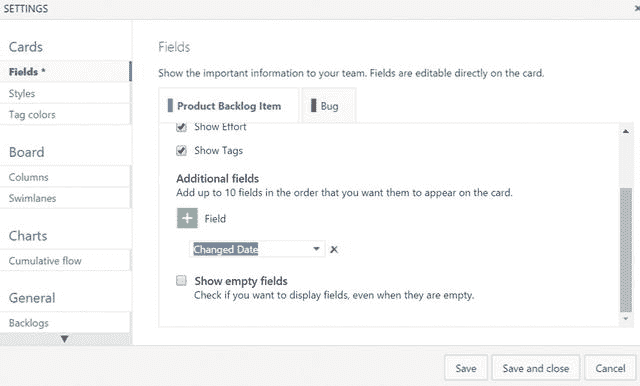 SETTINGS
Cards
Fields *
Styles
Tag colors
Board
Columns
Swimlanes
Charts
Cumulative flow
General
Backlogs
Fields
Show the important information to your team. Fields are editable directly on the card.
Product Backlog Item
Bug
Show Effort
Show Tags
Additional fields
Add up to 10 fields in the order that you want them to appear on the card.
Field
Changed Date
Show empty fields
Check if you want to display fields, even when they are empty.
Save
Save and close
Cancel